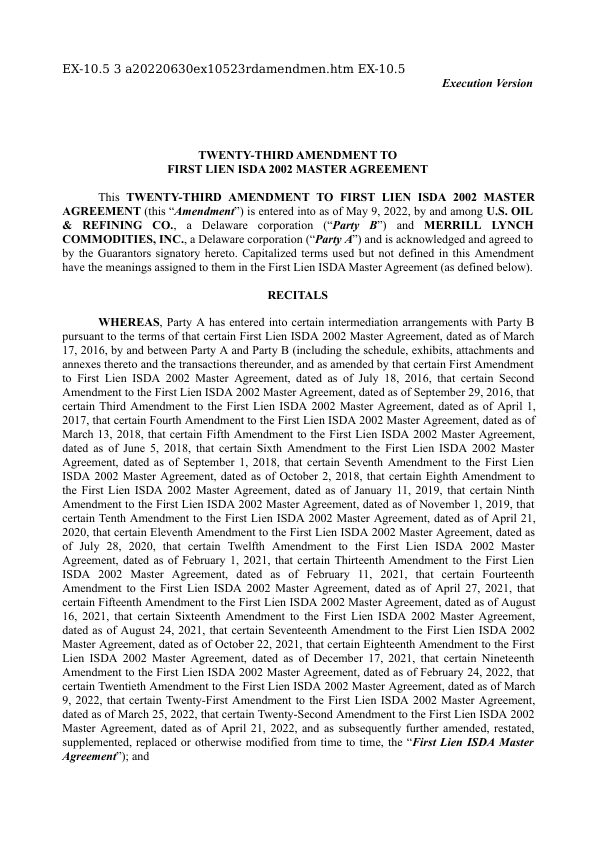 EX-10.5 3 a20220630ex10523rdamendmen.htm EX-10.5
Execution Version
TWENTY-THIRD AMENDMENT TO
FIRST LIEN ISDA 2002 MASTER AGREEMENT
This TWENTY-THIRD AMENDMENT TO FIRST LIEN ISDA 2002 MASTER
AGREEMENT (this “Amendment”) is entered into as of May 9, 2022, by and among U.S. OIL
& REFINING CO., a Delaware corporation (“Party B”) and MERRILL LYNCH
COMMODITIES, INC., a Delaware corporation (“Party A”) and is acknowledged and agreed to
by the Guarantors signatory hereto. Capitalized terms used but not defined in this Amendment
have the meanings assigned to them in the First Lien ISDA Master Agreement (as defined below).
RECITALS
WHEREAS, Party A has entered into certain intermediation arrangements with Party B
pursuant to the terms of that certain First Lien ISDA 2002 Master Agreement, dated as of March
17, 2016, by and between Party A and Party B (including the schedule, exhibits, attachments and
annexes thereto and the transactions thereunder, and as amended by that certain First Amendment
to First Lien ISDA 2002 Master Agreement, dated as of July 18, 2016, that certain Second
Amendment to the First Lien ISDA 2002 Master Agreement, dated as of September 29, 2016, that
certain Third Amendment to the First Lien ISDA 2002 Master Agreement, dated as of April 1,
2017, that certain Fourth Amendment to the First Lien ISDA 2002 Master Agreement, dated as of
March 13, 2018, that certain Fifth Amendment to the First Lien ISDA 2002 Master Agreement,
dated as of June 5, 2018, that certain Sixth Amendment to the First Lien ISDA 2002 Master
Agreement, dated as of September 1, 2018, that certain Seventh Amendment to the First Lien
ISDA 2002 Master Agreement, dated as of October 2, 2018, that certain Eighth Amendment to
the First Lien ISDA 2002 Master Agreement, dated as of January 11, 2019, that certain Ninth
Amendment to the First Lien ISDA 2002 Master Agreement, dated as of November 1, 2019, that
certain Tenth Amendment to the First Lien ISDA 2002 Master Agreement, dated as of April 21,
2020, that certain Eleventh Amendment to the First Lien ISDA 2002 Master Agreement, dated as
of July 28, 2020, that certain Twelfth Amendment to the First Lien ISDA 2002 Master
Agreement, dated as of February 1, 2021, that certain Thirteenth Amendment to the First Lien
ISDA 2002 Master Agreement, dated as of February 11, 2021, that certain Fourteenth
Amendment to the First Lien ISDA 2002 Master Agreement, dated as of April 27, 2021, that
certain Fifteenth Amendment to the First Lien ISDA 2002 Master Agreement, dated as of August
16, 2021, that certain Sixteenth Amendment to the First Lien ISDA 2002 Master Agreement,
dated as of August 24, 2021, that certain Seventeenth Amendment to the First Lien ISDA 2002
Master Agreement, dated as of October 22, 2021, that certain Eighteenth Amendment to the First
Lien ISDA 2002 Master Agreement, dated as of December 17, 2021, that certain Nineteenth
Amendment to the First Lien ISDA 2002 Master Agreement, dated as of February 24, 2022, that
certain Twentieth Amendment to the First Lien ISDA 2002 Master Agreement, dated as of March
9, 2022, that certain Twenty-First Amendment to the First Lien ISDA 2002 Master Agreement,
dated as of March 25, 2022, that certain Twenty-Second Amendment to the First Lien ISDA 2002
Master Agreement, dated as of April 21, 2022, and as subsequently further amended, restated,
supplemented, replaced or otherwise modified from time to time, the “First Lien ISDA Master
Agreement”); and